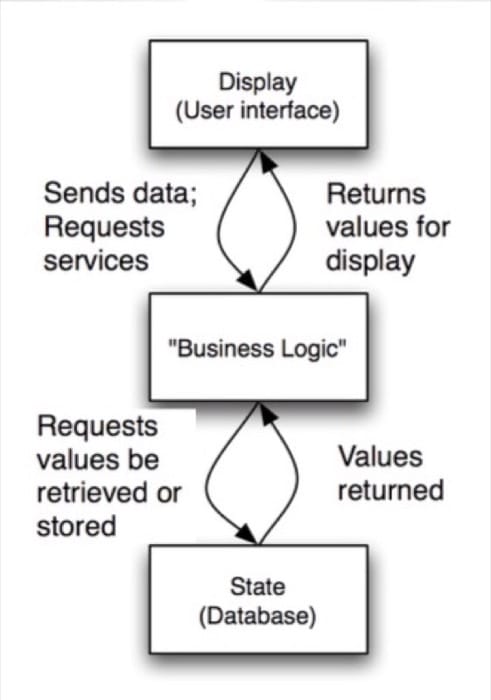 Display
(User interface)
Sends data;
Requests
services
Returns
values for
display
"Business Logic"
Requests
values be
retrieved or
stored
Values
returned
State
(Database)